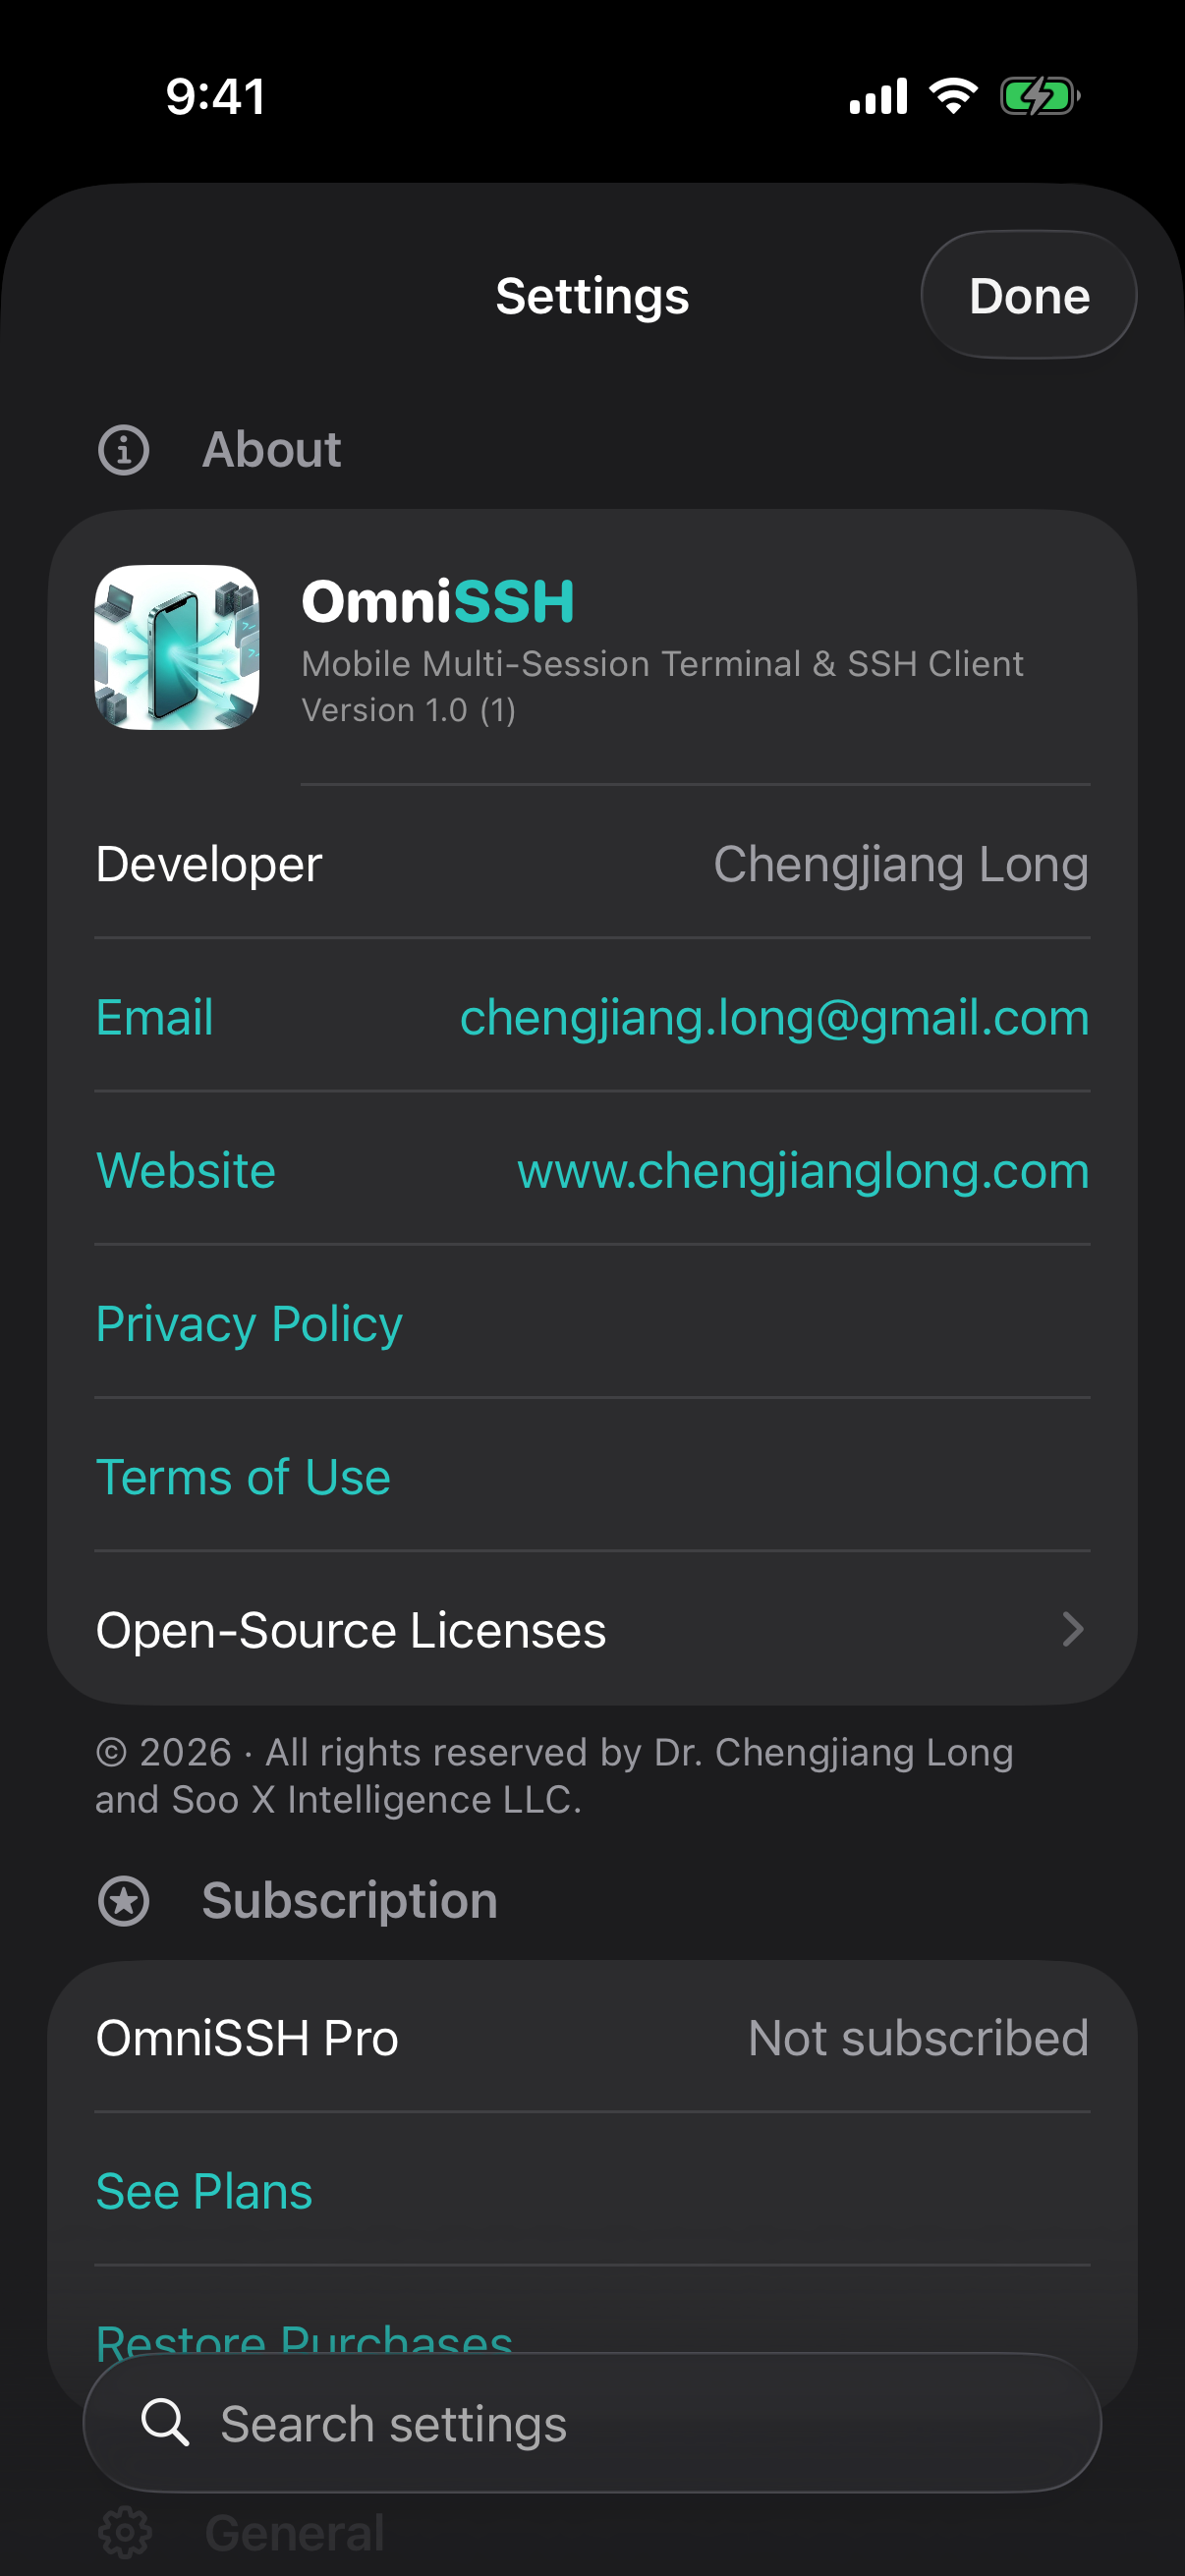 9:41
Settings
Done
About
OmniSSH
Mobile Multi-Session Terminal & SSH Client
Version 1.0 (1)
Developer
Chengjiang Long
Email
chengjiang.long@gmail.com
Website
www.chengjianglong.com
Privacy Policy
Terms of Use
Open-Source Licenses
© 2026 · All rights reserved by Dr. Chengjiang Long
and Soo X Intelligence LLC.
Subscription
OmniSSH Pro
Not subscribed
See Plans
Restore Purchases
Search settings
General